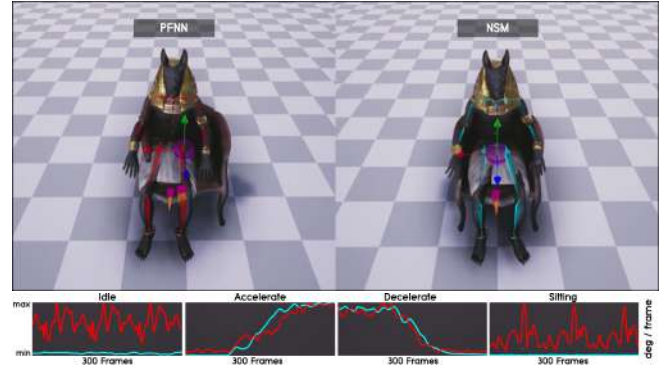 PFNN
NSM
Idle
Accelerate
Decelerate
Sitting
max
min
deg / frame
300 Frames
300 Frames
300 Frames
300 Frames